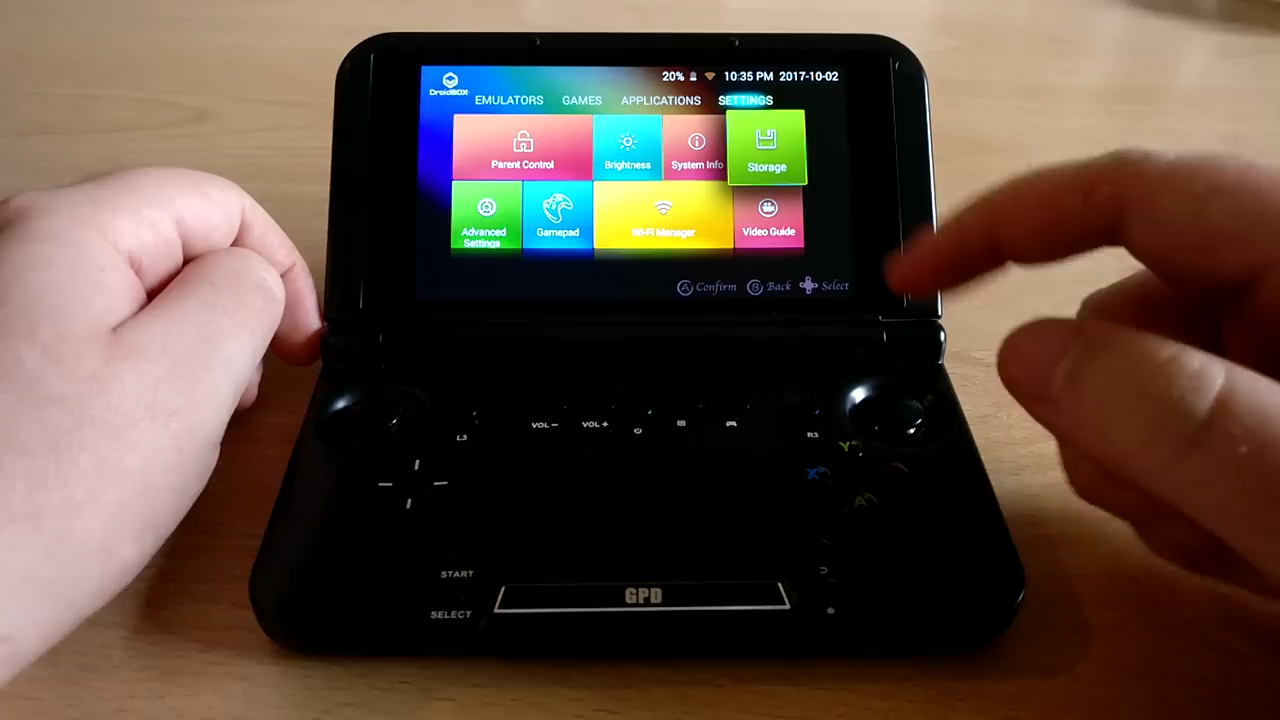 20% 10:35 PM 2017-10-02
DroidBOX
EMULATORS GAMES APPLICATIONS SETTINGS
Parent Control Brightness System Info Storage
Advanced Settings Gamepad Wi-Fi Manager Video Guide
A Confirm B Back Select
L3 VOL- VOL+ R3
Y
X
A
START
SELECT
GPD